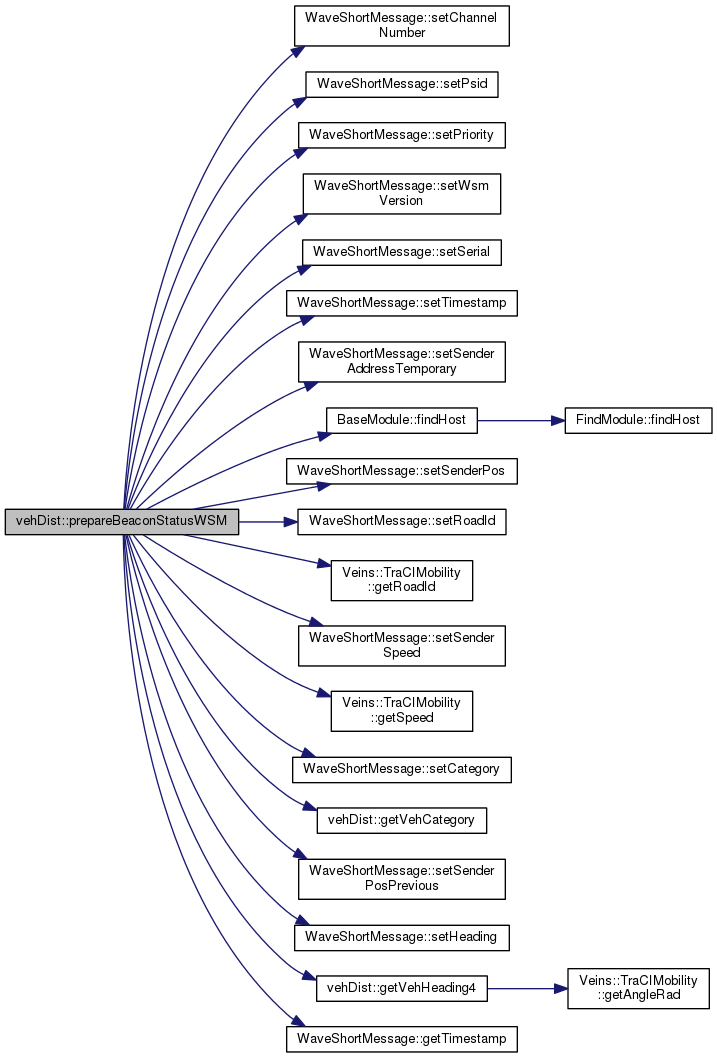 WaveShortMessage::setChannel
Number
WaveShortMessage::setPsid
WaveShortMessage::setPriority
WaveShortMessage::setWsm
Version
WaveShortMessage::setSerial
WaveShortMessage::setTimestamp
WaveShortMessage::setSender
AddressTemporary
BaseModule::findHost
FindModule::findHost
WaveShortMessage::setSenderPos
vehDist::prepareBeaconStatusWSM
WaveShortMessage::setRoadId
Veins::TraCIMobility
::getRoadId
WaveShortMessage::setSender
Speed
Veins::TraCIMobility
::getSpeed
WaveShortMessage::setCategory
vehDist::getVehCategory
WaveShortMessage::setSender
PosPrevious
WaveShortMessage::setHeading
vehDist::getVehHeading4
Veins::TraCIMobility
::getAngleRad
WaveShortMessage::getTimestamp